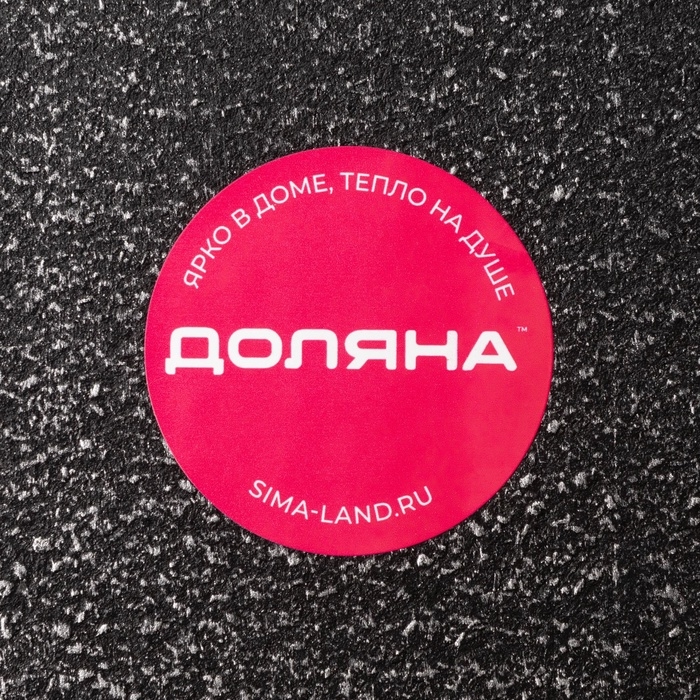 ЯРКО В ДОМЕ, ТЕПЛО НА ДУШЕ
ДОЛЯНА™
SIMA-LAND.RU